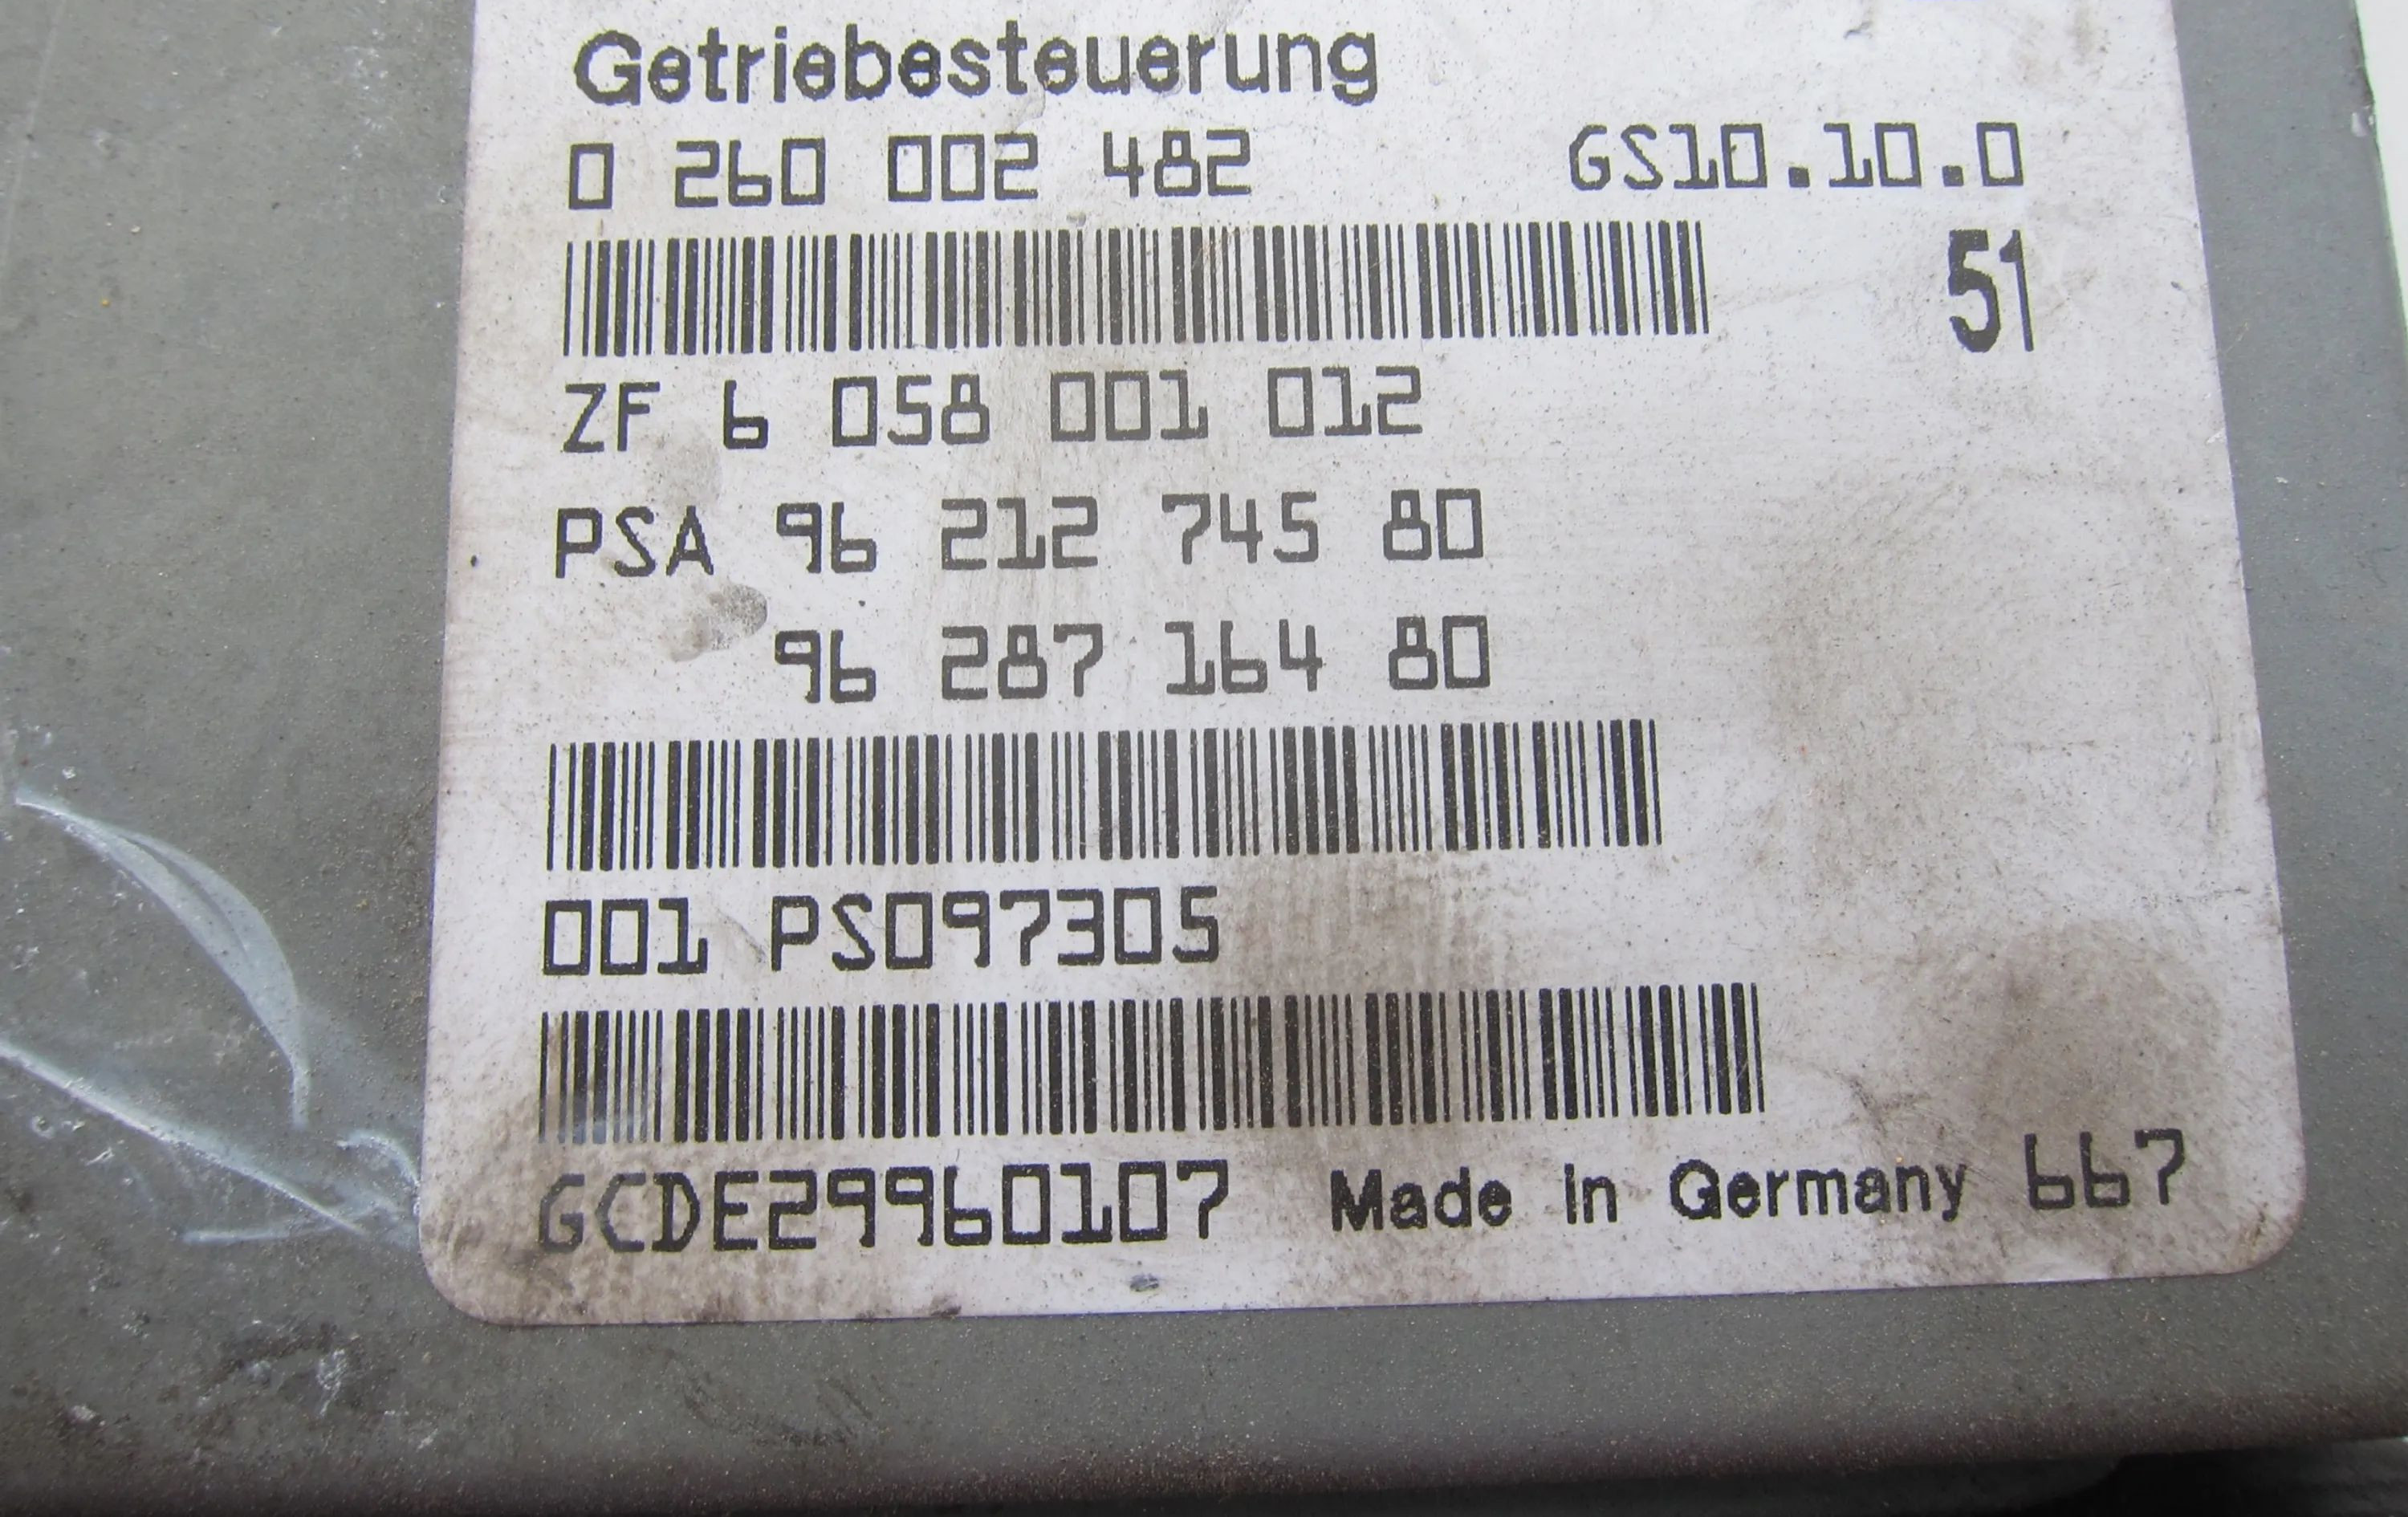 Getriebesteuerung
0 260 002 482 GS10.10.0
51
ZF 6 058 001 012
PSA 96 212 745 80
96 287 164 80
001 PS097305
GCDE29960107 Made in Germany 667